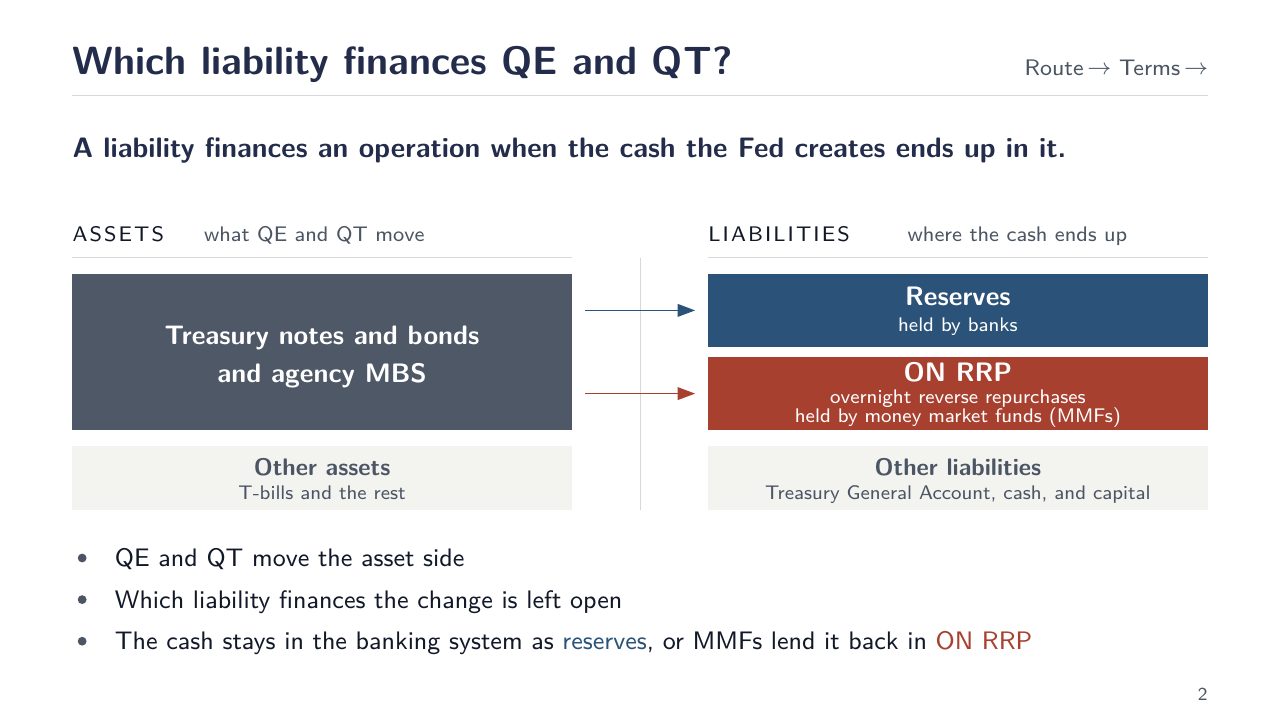 Which liability finances QE and QT?
Route → Terms →
A liability finances an operation when the cash the Fed creates ends up in it.
ASSETS what QE and QT move
LIABILITIES where the cash ends up
Treasury notes and bonds
and agency MBS
Reserves
held by banks
ON RRP
overnight reverse repurchases
held by money market funds (MMFs)
Other assets
T-bills and the rest
Other liabilities
Treasury General Account, cash, and capital
• QE and QT move the asset side
• Which liability finances the change is left open
• The cash stays in the banking system as reserves, or MMFs lend it back in ON RRP
2